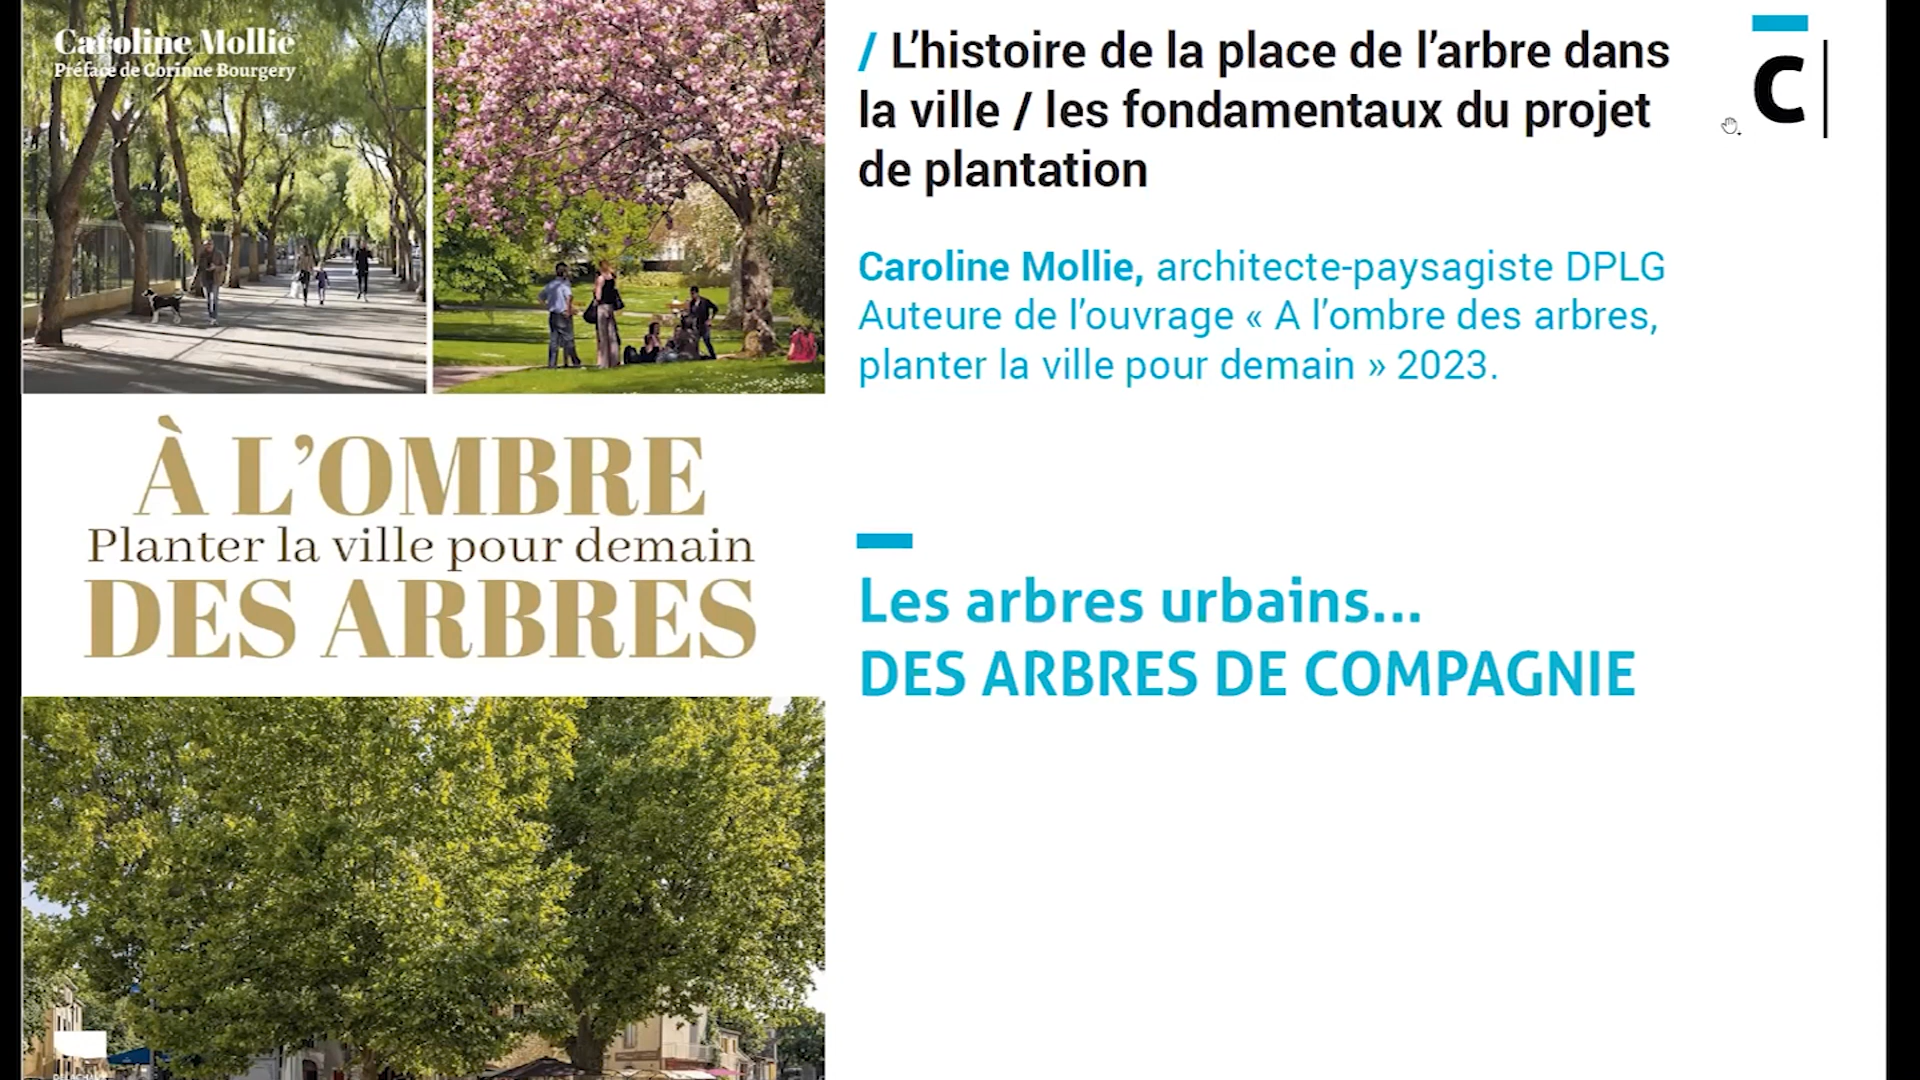 Caroline Mollie
Préface de Corinne Bourgery
À L’OMBRE
Planter la ville pour demain
DES ARBRES
/ L’histoire de la place de l’arbre dans
la ville / les fondamentaux du projet
de plantation
C
Caroline Mollie, architecte-paysagiste DPLG
Auteure de l’ouvrage « A l’ombre des arbres,
planter la ville pour demain » 2023.
Les arbres urbains...
DES ARBRES DE COMPAGNIE